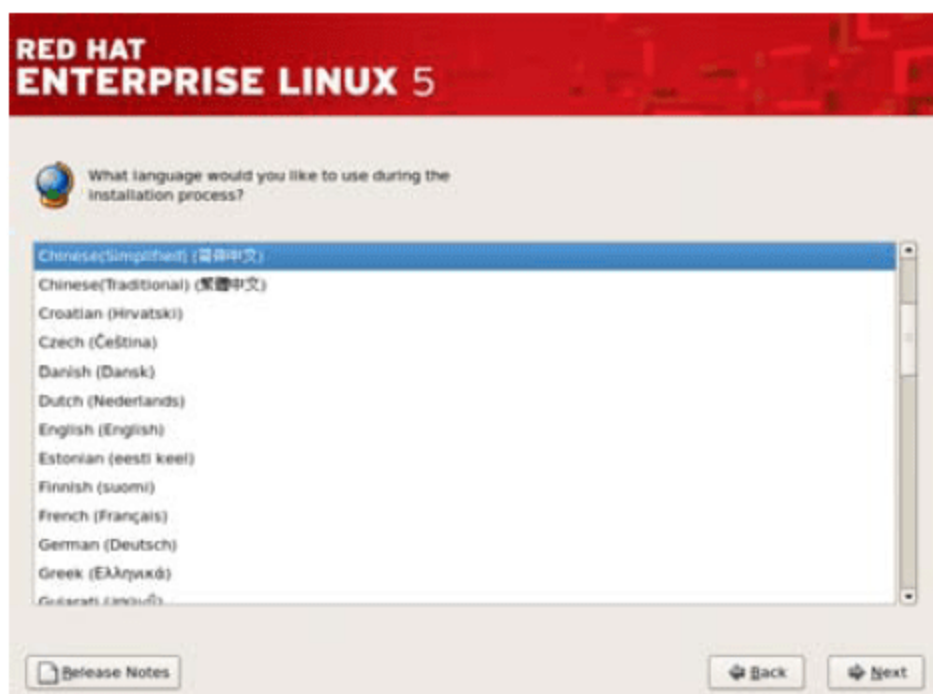 RED HAT
ENTERPRISE LINUX 5
What language would you like to use during the
installation process?
Chinese(Simplified) (简体中文)
Chinese(Traditional) (繁體中文)
Croatian (Hrvatski)
Czech (Čeština)
Danish (Dansk)
Dutch (Nederlands)
English (English)
Estonian (eesti keel)
Finnish (suomi)
French (Français)
German (Deutsch)
Greek (Ελληνικά)
Gujarati
Release Notes
Back
Next